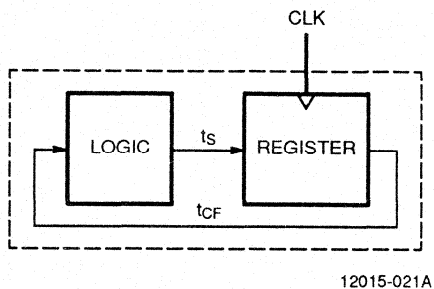 CLK
LOGIC
tS
REGISTER
tCF
12015-021A